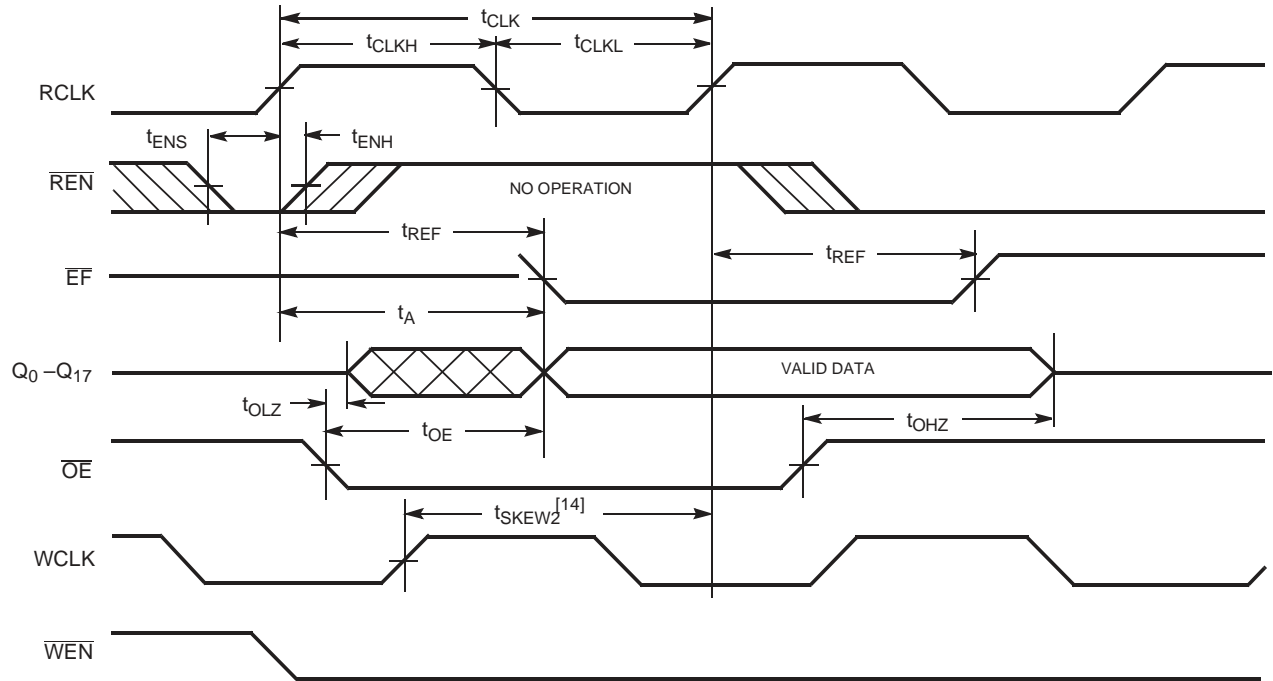 tCLK
tCLKH
tCLKL
RCLK
tENS
tENH
REN
NO OPERATION
tREF
tREF
EF
tA
Q0 –Q17
VALID DATA
tOLZ
tOE
tOHZ
OE
tSKEW2[14]
WCLK
WEN